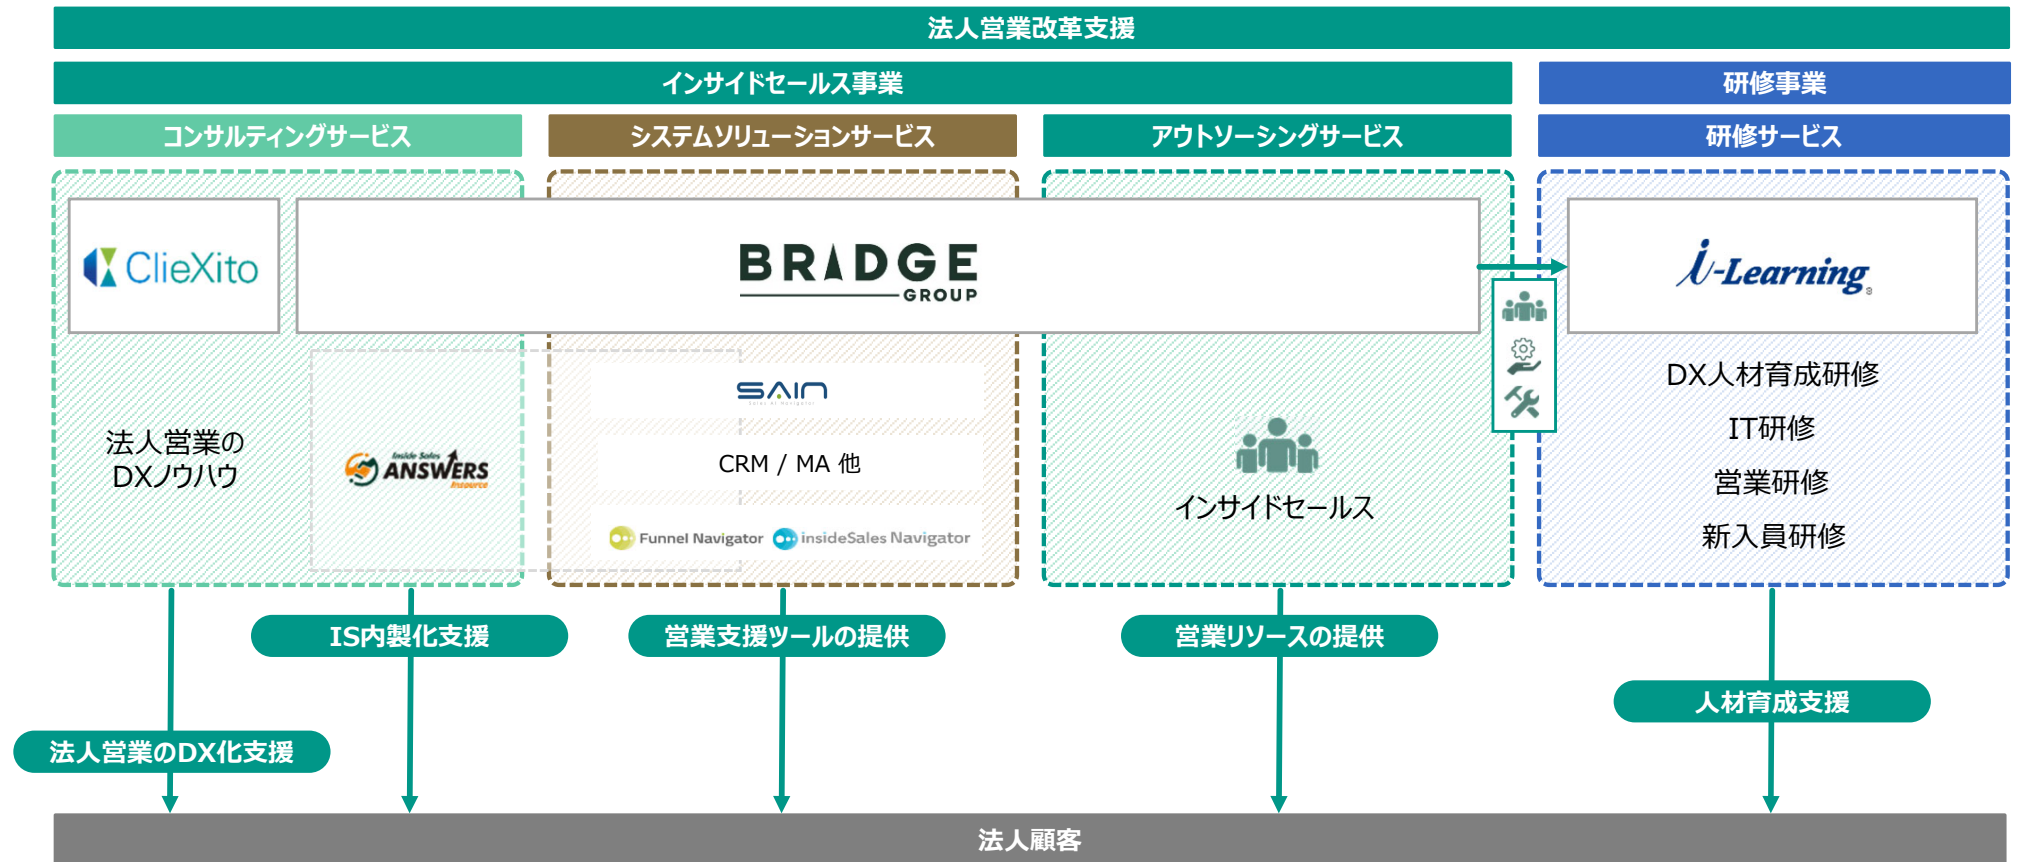 法人営業改革支援
インサイドセールス事業
研修事業
コンサルティングサービス
システムソリューションサービス
アウトソーシングサービス
研修サービス
ClieXito
BRIDGE
GROUP
i-Learning®
SAIN
Sales AI Navigator
DX人材育成研修
IT研修
営業研修
新入員研修
法人営業の
DXノウハウ
Inside Sales
ANSWERS
Insource
CRM / MA 他
Funnel Navigator
insideSales Navigator
インサイドセールス
IS内製化支援
営業支援ツールの提供
営業リソースの提供
人材育成支援
法人営業のDX化支援
法人顧客